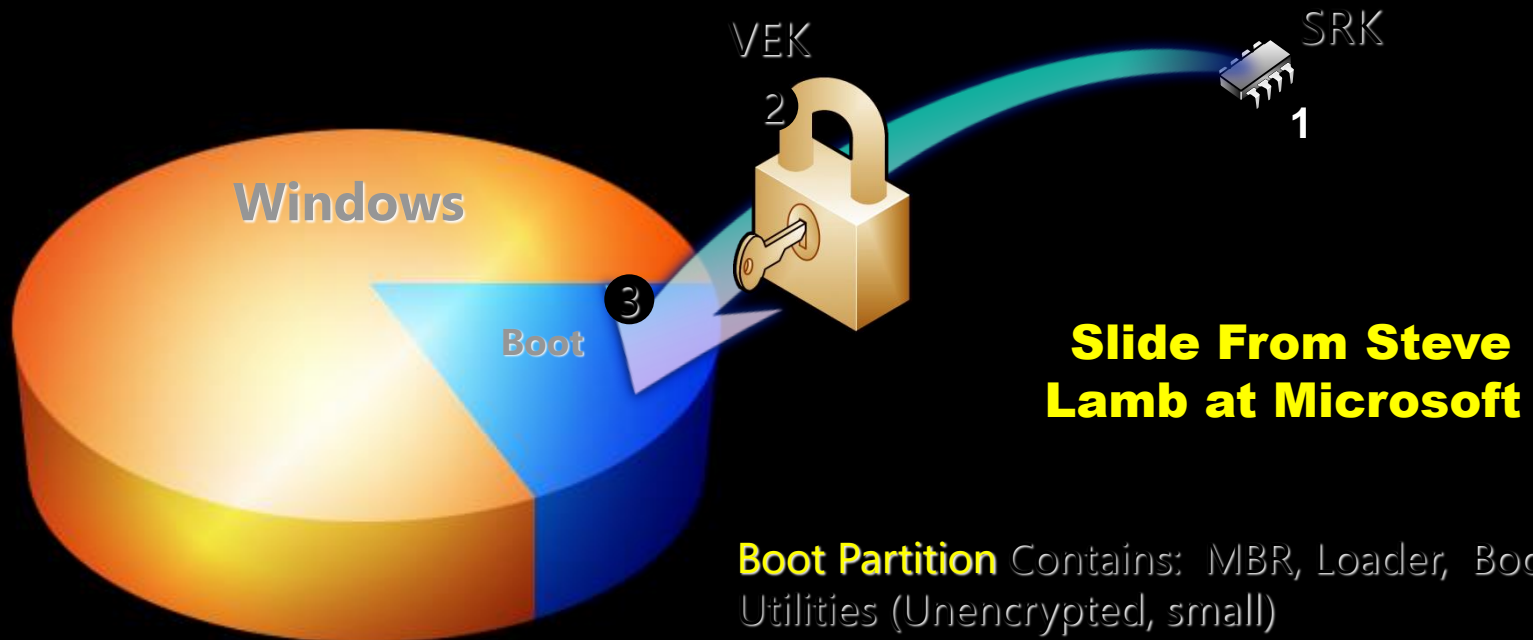 VEK
SRK
2
1
Windows
3
Boot
Slide From Steve
Lamb at Microsoft
Boot Partition Contains: MBR, Loader, Boo
Utilities (Unencrypted, small)